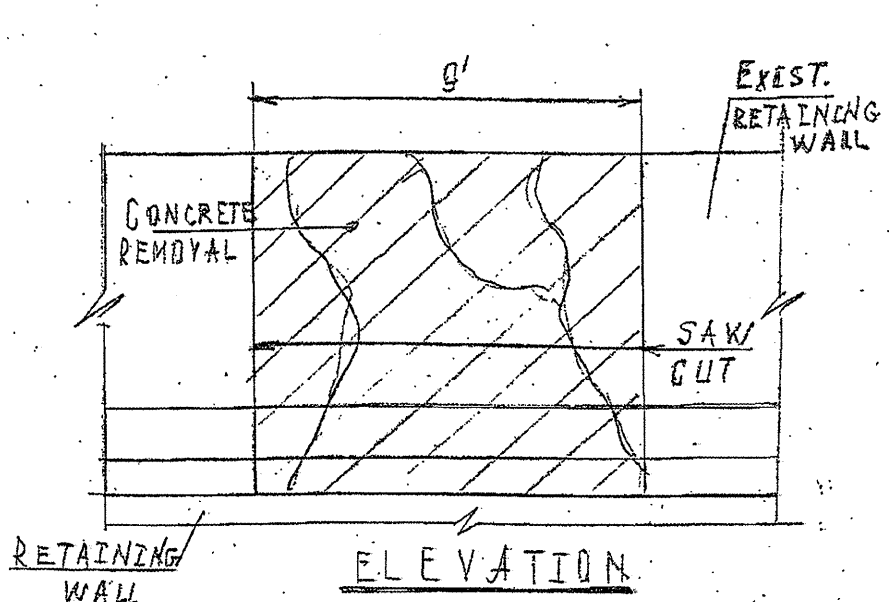 9'
EXIST.
RETAINING
WALL
CONCRETE
REMOVAL
SAW
CUT
RETAINING
WALL
ELEVATION